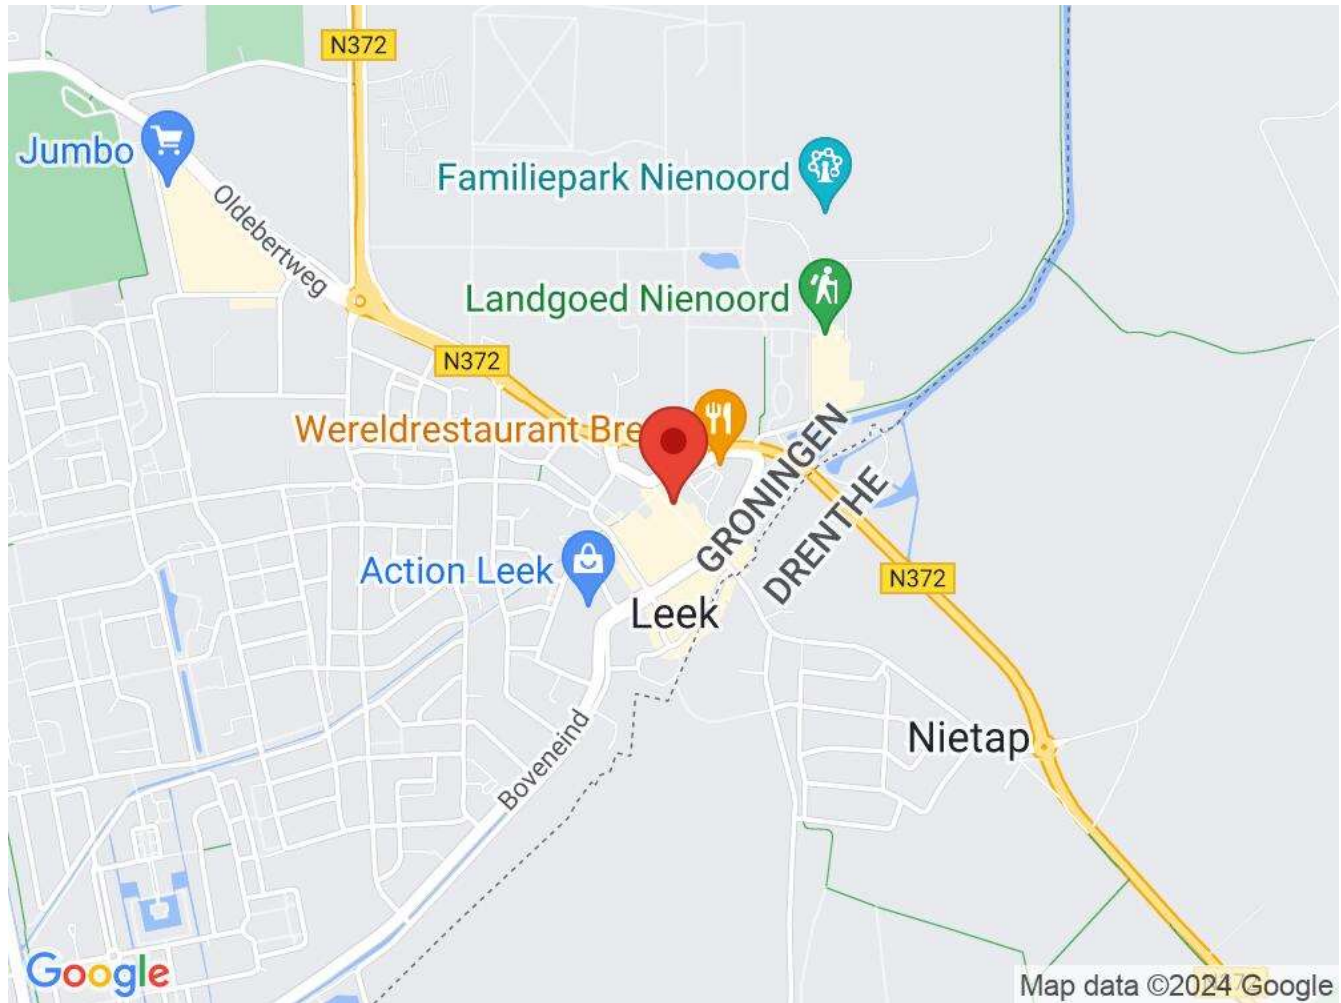 N372
Jumbo
Familiepark Nienoord
Oldebertweg
Landgoed Nienoord
N372
Wereldrestaurant Bre
GRONINGEN
DRENTHE
Action Leek
N372
Leek
Nietap
Boveneind
Google
Map data ©2024 Google